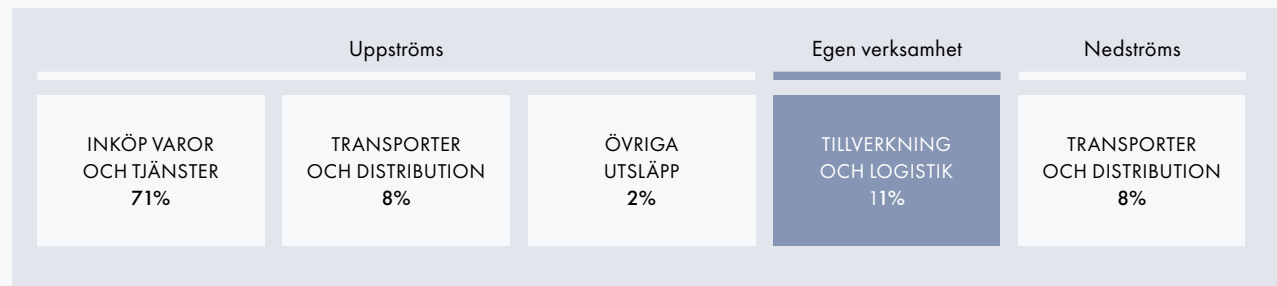 Uppströms
Egen verksamhet
Nedströms
INKÖP VAROR
OCH TJÄNSTER
71%
TRANSPORTER
OCH DISTRIBUTION
8%
ÖVRIGA
UTSLÄPP
2%
TILLVERKNING
OCH LOGISTIK
11%
TRANSPORTER
OCH DISTRIBUTION
8%